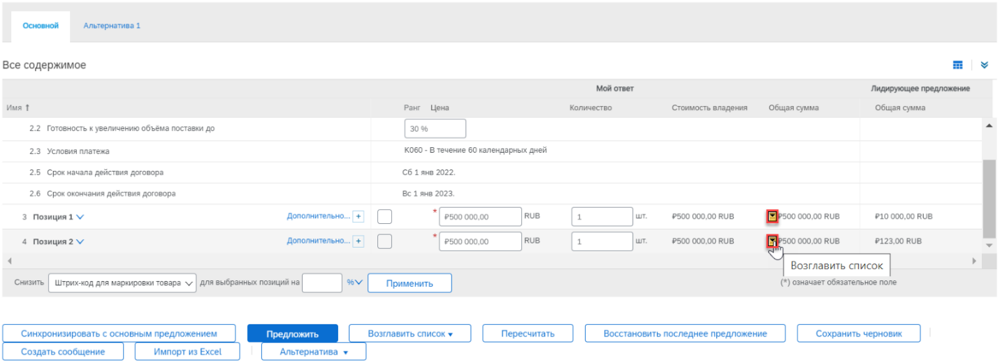 Основной Альтернатива 1
Все содержимое
Мой ответ Лидирующее предложение
Имя ↑ Ранг Цена Количество Стоимость владения Общая сумма Общая сумма
2.2 Готовность к увеличению объёма поставки до 30 %
2.3 Условия платежа K060 - В течение 60 календарных дней
2.5 Срок начала действия договора Сб 1 янв 2022.
2.6 Срок окончания действия договора Вс 1 янв 2023.
3 Позиция 1 Дополнительно... + * ₽500 000,00 RUB 1 шт. ₽500 000,00 RUB ₽500 000,00 RUB ₽10 000,00 RUB
4 Позиция 2 Дополнительно... + * ₽500 000,00 RUB 1 шт. ₽500 000,00 RUB ₽500 000,00 RUB ₽123,00 RUB
Возглавить список
Снизить Штрих-код для маркировки товара для выбранных позиций на % Применить (*) означает обязательное поле
Синхронизировать с основным предложением Предложить Возглавить список Пересчитать Восстановить последнее предложение Сохранить черновик
Создать сообщение Импорт из Excel Альтернатива